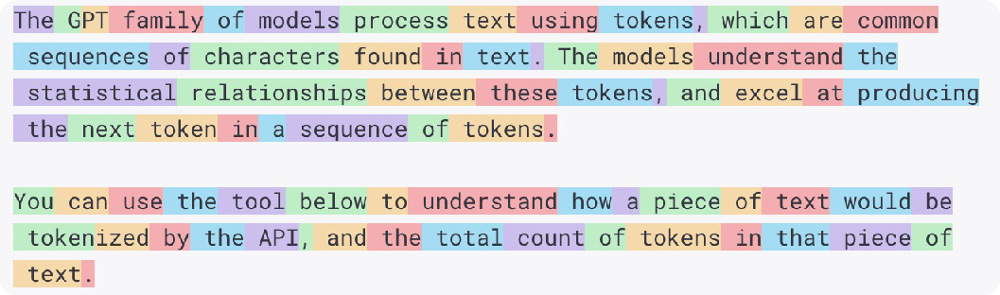 The GPT family of models process text using tokens, which are common
sequences of characters found in text. The models understand the
statistical relationships between these tokens, and excel at producing
the next token in a sequence of tokens.
You can use the tool below to understand how a piece of text would be
tokenized by the API, and the total count of tokens in that piece of
text.